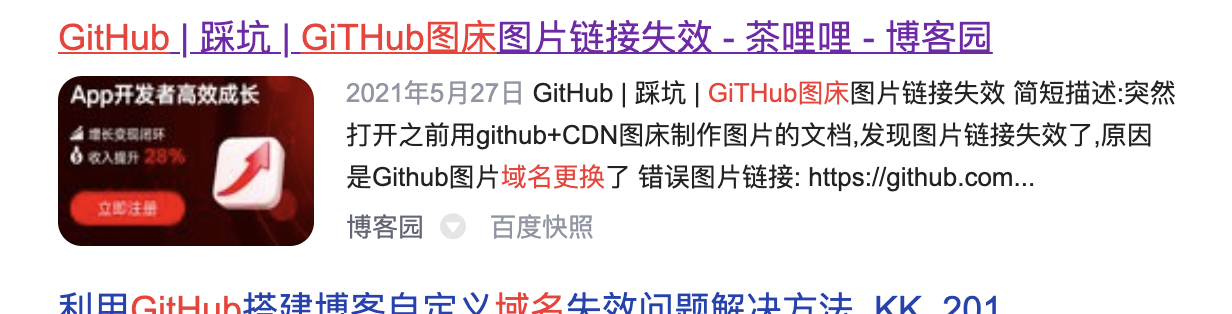 GitHub | 踩坑 | GiTHub图床图片链接失效 - 茶哩哩 - 博客园
App开发者高效成长
增长变现闭环
收入提升 28%
立即注册
2021年5月27日 GitHub | 踩坑 | GiTHub图床图片链接失效 简短描述:突然
打开之前用github+CDN图床制作图片的文档,发现图片链接失效了,原因
是Github图片域名更换了 错误图片链接: https://github.com...
博客园 百度快照
利用GitHub搭建博客自定义域名失效问题解决方法_KK_201